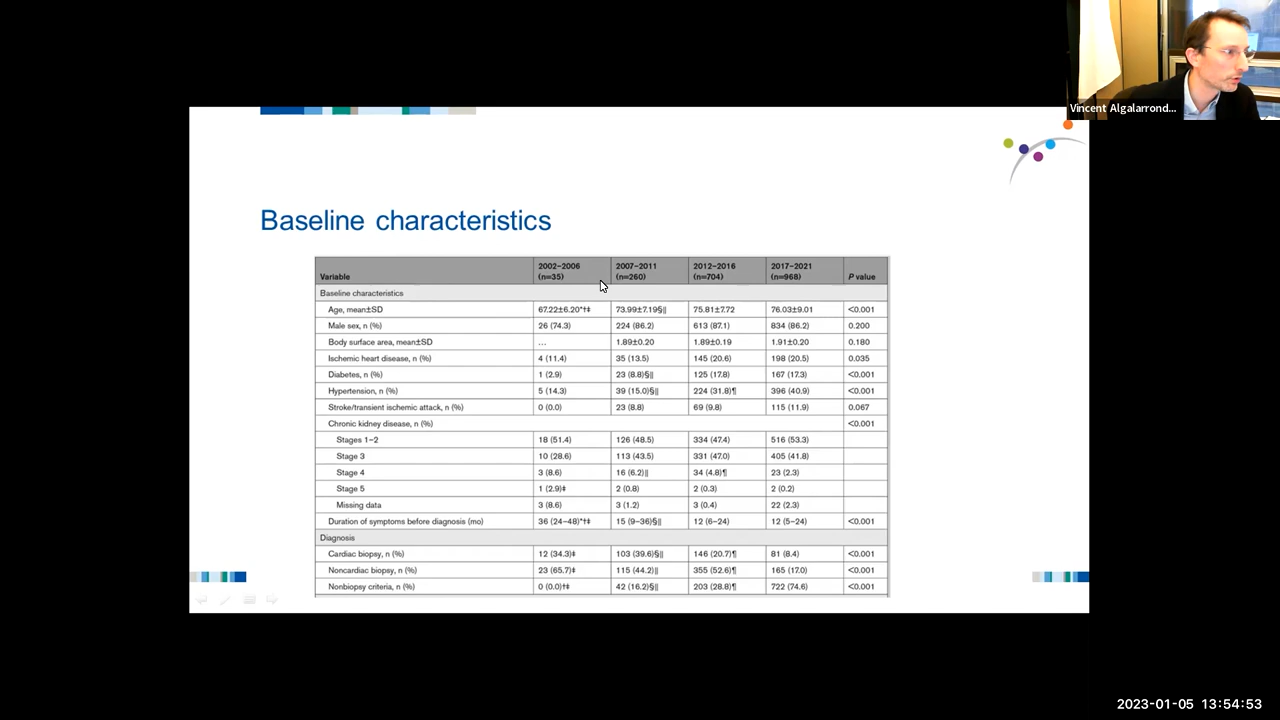 Vincent Algalarrond...
Baseline characteristics
Variable 2002–2006 (n=35) 2007–2011 (n=260) 2012–2016 (n=704) 2017–2021 (n=968) P value
Baseline characteristics
Age, mean±SD 67.22±6.20*†‡ 73.99±7.19§|| 75.81±7.72 76.03±9.01 <0.001
Male sex, n (%) 26 (74.3) 224 (86.2) 613 (87.1) 834 (86.2) 0.200
Body surface area, mean±SD ... 1.89±0.20 1.89±0.19 1.91±0.20 0.180
Ischemic heart disease, n (%) 4 (11.4) 35 (13.5) 145 (20.6) 198 (20.5) 0.035
Diabetes, n (%) 1 (2.9) 23 (8.8)§|| 125 (17.8) 167 (17.3) <0.001
Hypertension, n (%) 5 (14.3) 39 (15.0)§|| 224 (31.8)¶ 396 (40.9) <0.001
Stroke/transient ischemic attack, n (%) 0 (0.0) 23 (8.8) 69 (9.8) 115 (11.9) 0.067
Chronic kidney disease, n (%) <0.001
Stages 1–2 18 (51.4) 126 (48.5) 334 (47.4) 516 (53.3)
Stage 3 10 (28.6) 113 (43.5) 331 (47.0) 405 (41.8)
Stage 4 3 (8.6) 16 (6.2)|| 34 (4.8)¶ 23 (2.3)
Stage 5 1 (2.9)‡ 2 (0.8) 2 (0.3) 2 (0.2)
Missing data 3 (8.6) 3 (1.2) 3 (0.4) 22 (2.3)
Duration of symptoms before diagnosis (mo) 36 (24–48)*†‡ 15 (9–36)§|| 12 (6–24) 12 (5–24) <0.001
Diagnosis
Cardiac biopsy, n (%) 12 (34.3)‡ 103 (39.6)§|| 146 (20.7)¶ 81 (8.4) <0.001
Noncardiac biopsy, n (%) 23 (65.7)‡ 115 (44.2)|| 355 (52.6)¶ 165 (17.0) <0.001
Nonbiopsy criteria, n (%) 0 (0.0)†‡ 42 (16.2)§|| 203 (28.8)¶ 722 (74.6) <0.001
2023-01-05 13:54:53